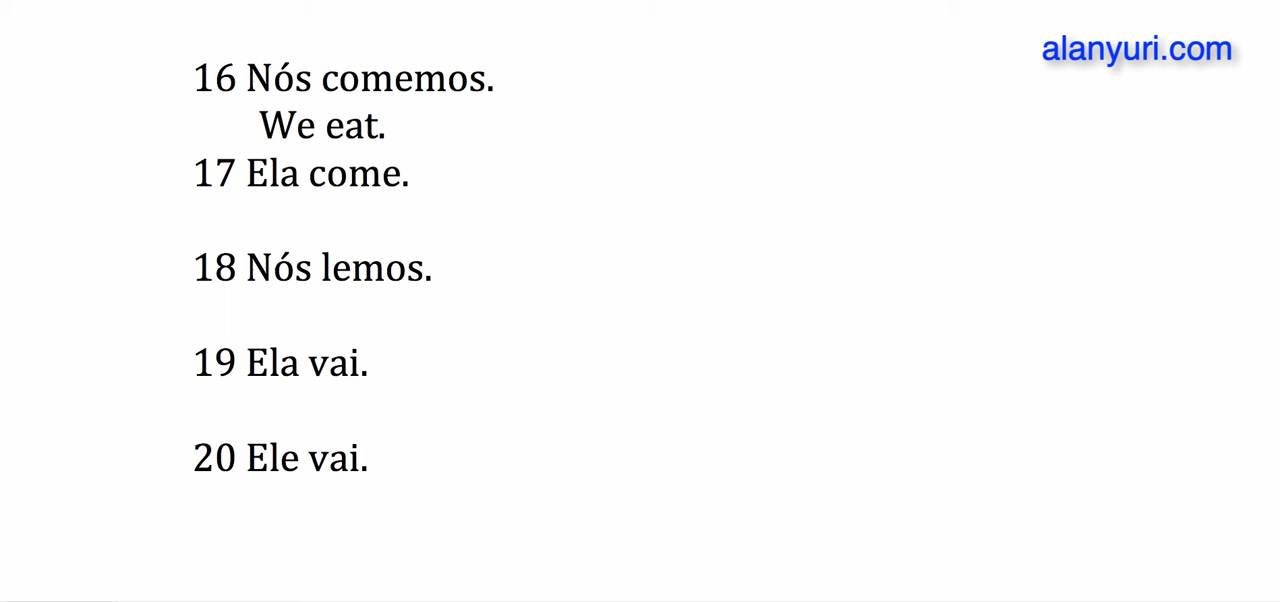 alanyuri.com
16 Nós comemos.
We eat.
17 Ela come.
18 Nós lemos.
19 Ela vai.
20 Ele vai.